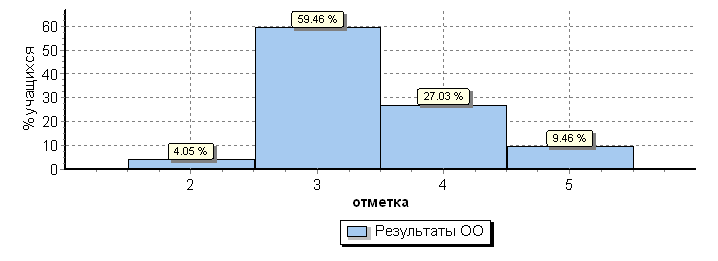 % учащихся
60
50
40
30
20
10
0
4.05 %
59.46 %
27.03 %
9.46 %
2 3 4 5
отметка
Результаты ОО